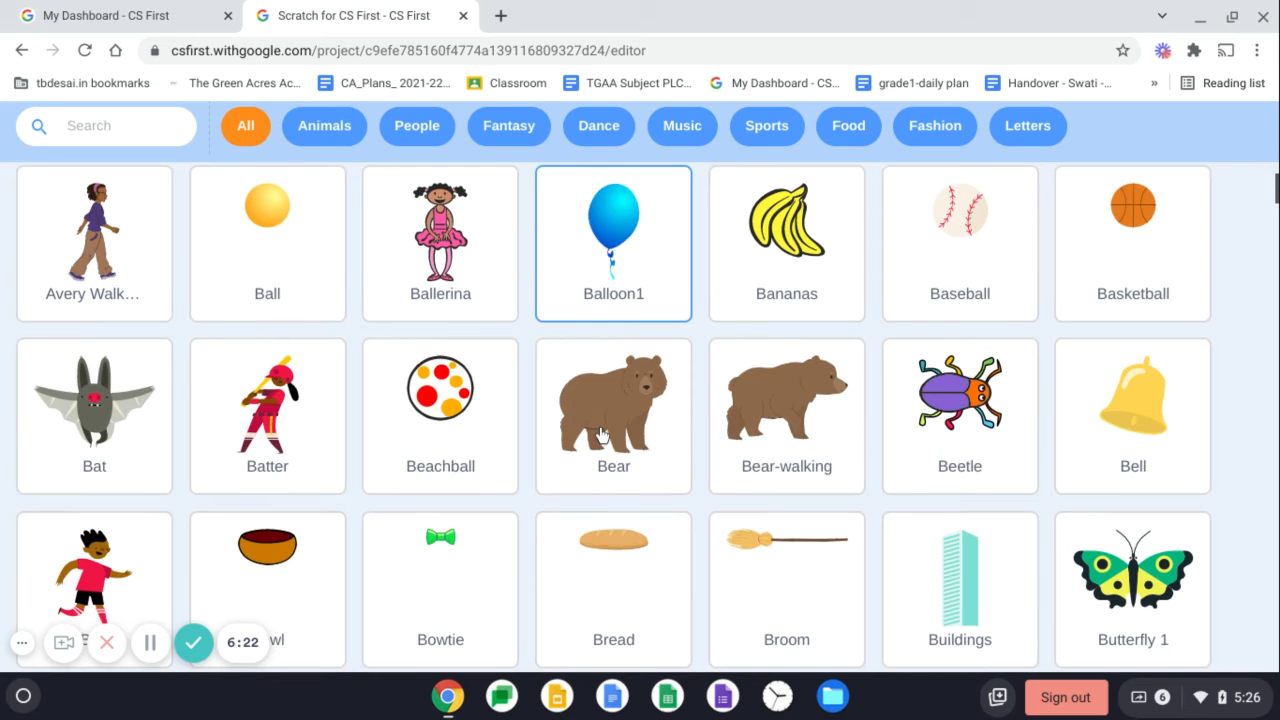 My Dashboard - CS First
Scratch for CS First - CS First
csfirst.withgoogle.com/project/c9efe785160f4774a139116809327d24/editor
tbdesai.in bookmarks
The Green Acres Ac...
CA_Plans_ 2021-22...
Classroom
TGAA Subject PLC...
My Dashboard - CS...
grade1-daily plan
Handover - Swati -...
»
Reading list
Search
All
Animals
People
Fantasy
Dance
Music
Sports
Food
Fashion
Letters
Avery Walk...
Ball
Ballerina
Balloon1
Bananas
Baseball
Basketball
Bat
Batter
Beachball
Bear
Bear-walking
Beetle
Bell
Bowtie
Bread
Broom
Buildings
Butterfly 1
6:22
Sign out
6
5:26